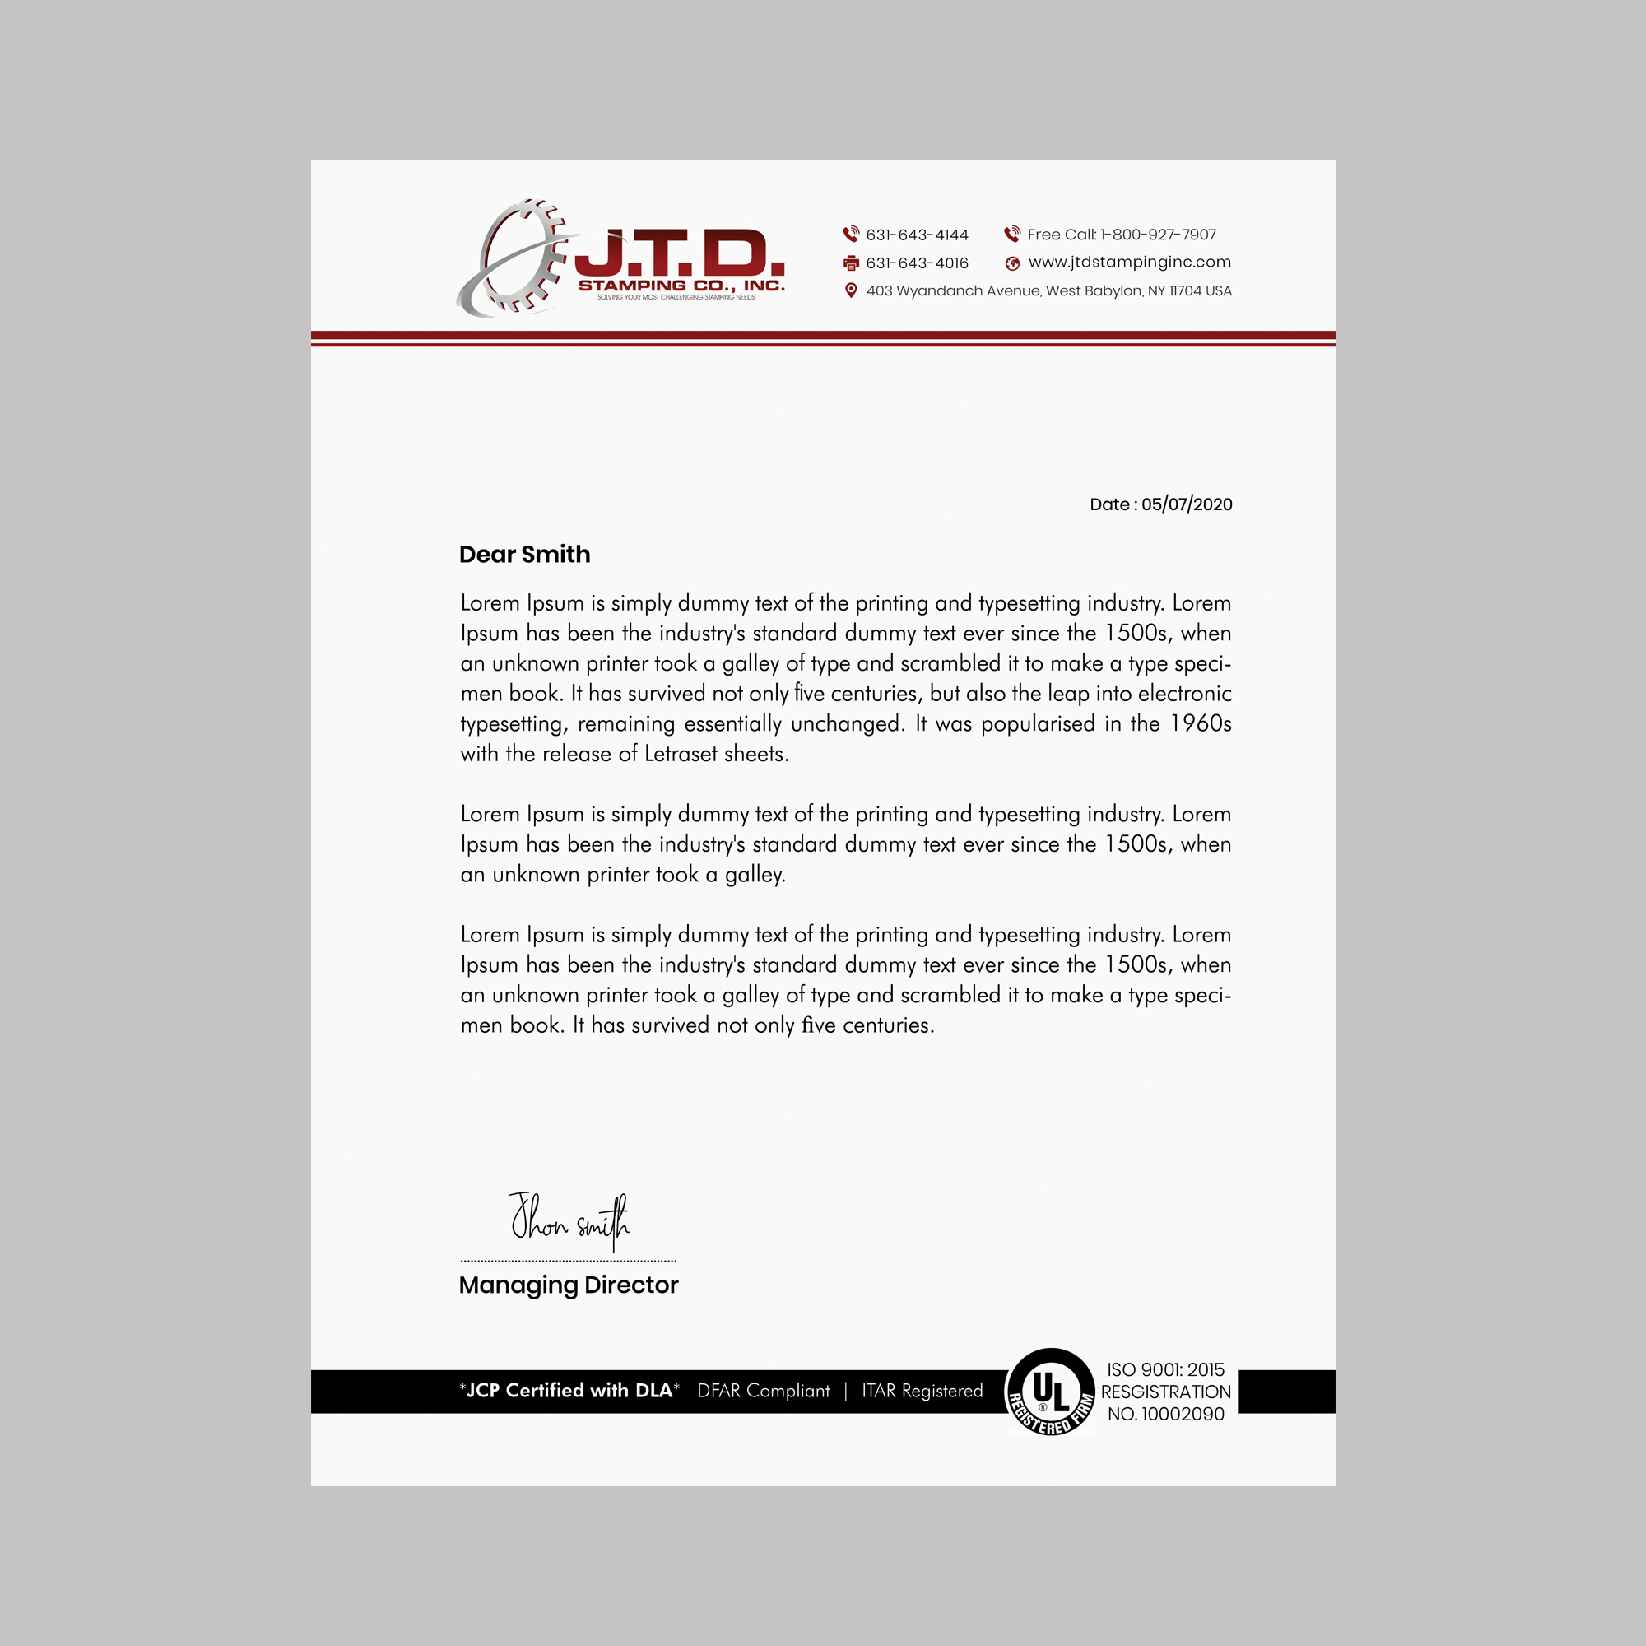 J.T.D.
STAMPING CO., INC.
SOLVING YOUR MOST CHALLENGING STAMPING NEEDS
631-643-4144
Free Call: 1-800-927-7907
631-643-4016
www.jtdstampinginc.com
403 Wyandanch Avenue, West Babylon, NY 11704 USA
Date : 05/07/2020
Dear Smith
Lorem Ipsum is simply dummy text of the printing and typesetting industry. Lorem
Ipsum has been the industry's standard dummy text ever since the 1500s, when
an unknown printer took a galley of type and scrambled it to make a type speci-
men book. It has survived not only five centuries, but also the leap into electronic
typesetting, remaining essentially unchanged. It was popularised in the 1960s
with the release of Letraset sheets.
Lorem Ipsum is simply dummy text of the printing and typesetting industry. Lorem
Ipsum has been the industry's standard dummy text ever since the 1500s, when
an unknown printer took a galley.
Lorem Ipsum is simply dummy text of the printing and typesetting industry. Lorem
Ipsum has been the industry's standard dummy text ever since the 1500s, when
an unknown printer took a galley of type and scrambled it to make a type speci-
men book. It has survived not only five centuries.
Jhon smith
Managing Director
*JCP Certified with DLA* DFAR Compliant | ITAR Registered
UL ®
REGISTERED FIRM
ISO 9001: 2015
RESGISTRATION
NO. 10002090